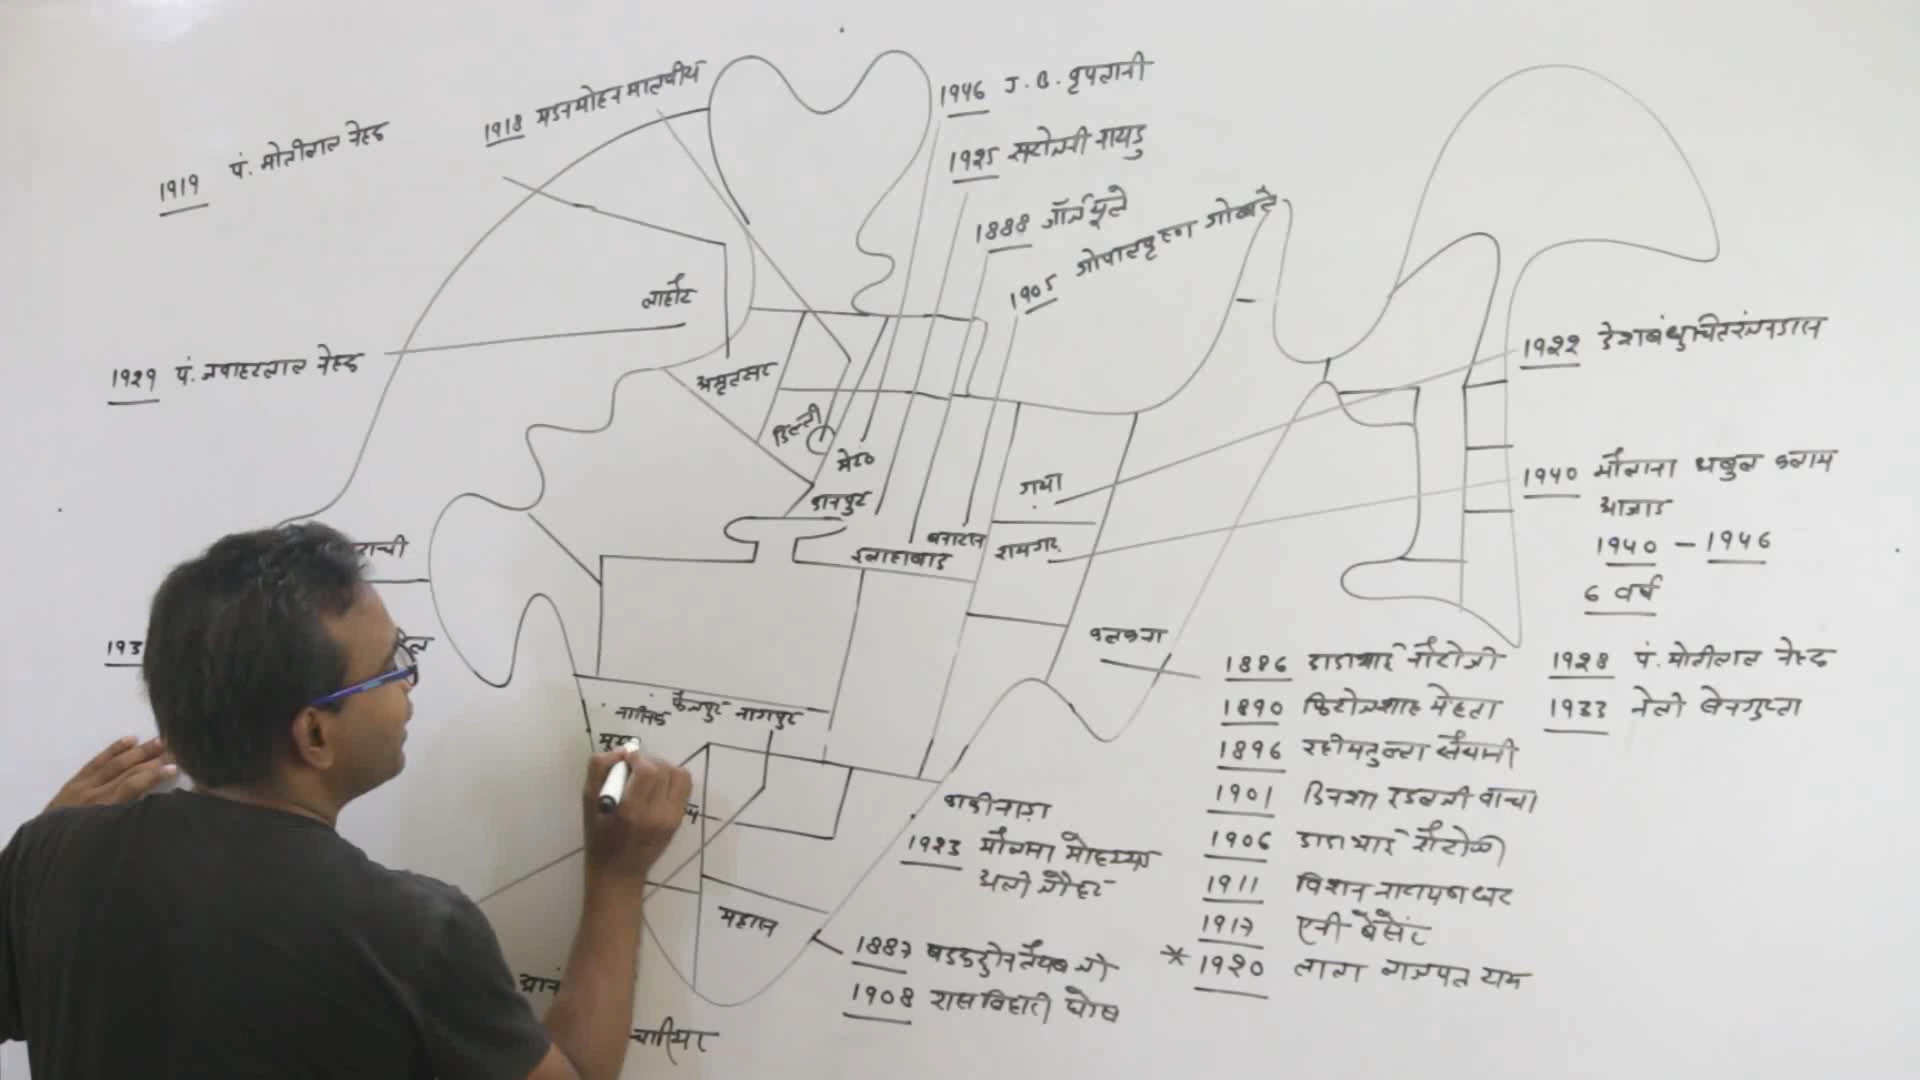 1946 J. B. कृपलानी
1918 मदनमोहन मालवीय
1919 पं. मोतीलाल नेहरू
1925 सरोजनी नायडु
1888 जॉर्ज यूले
1905 गोपालकृष्ण गोखले
लाहौर
1929 पं. जवाहरलाल नेहरू
अमृतसर
1922 देशबंधु चितरंजनदास
दिल्ली
मेरठ
कानपुर
गया
1940 मौलाना अबुल कलाम
आजाद
1940 - 1946
6 वर्ष
बनारस
रामगढ़
इलाहाबाद
राची
कलकत्ता
1886 दादाभाई नौरोजी
1928 पं. मोतीलाल नेहरू
1890 फिरोजशाह मेहता
1933 नेली सेनगुप्ता
1896 रहीमतुल्ला सयानी
1901 दिनशा इडलजी वाचा
1906 दादाभाई नौरोजी
1911 बिशन नारायण धर
1917 एनी बेसेंट
* 1920 लाला लाजपत राय
नासिक
फैजपुर
नागपुर
काकीनाड़ा
1923 मौलाना मोहम्मद
अली जौहर
मद्रास
1887 बदरुद्दीन तैयब जी
1908 रासबिहारी घोष